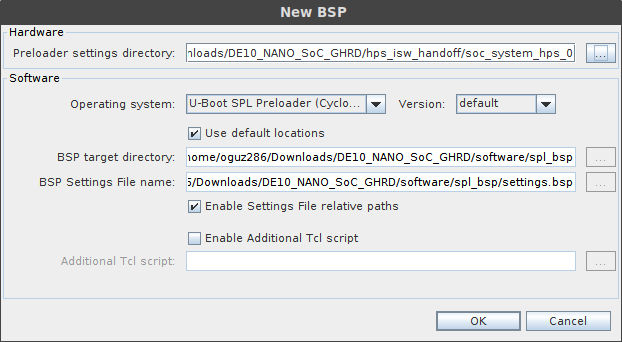 New BSP
Hardware
Preloader settings directory: nloads/DE10_NANO_SoC_GHRD/hps_isw_handoff/soc_system_hps_0 ...
Software
Operating system: U-Boot SPL Preloader (Cyclo... Version: default
Use default locations
BSP target directory: home/oguz286/Downloads/DE10_NANO_SoC_GHRD/software/spl_bsp ...
BSP Settings File name: /Downloads/DE10_NANO_SoC_GHRD/software/spl_bsp/settings.bsp ...
Enable Settings File relative paths
Enable Additional Tcl script
Additional Tcl script: ...
OK Cancel